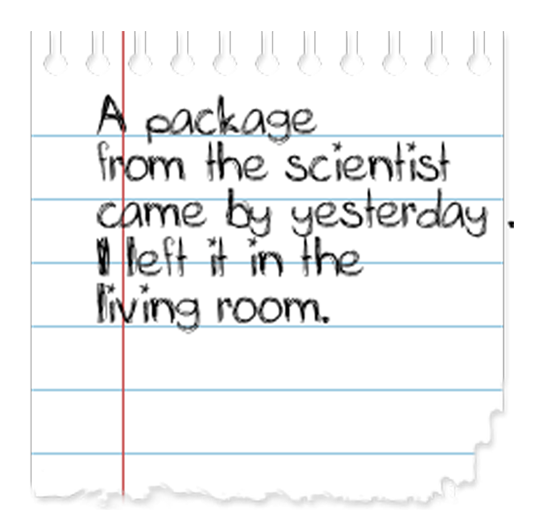 A package
from the scientist
came by yesterday .
I left it in the
living room.